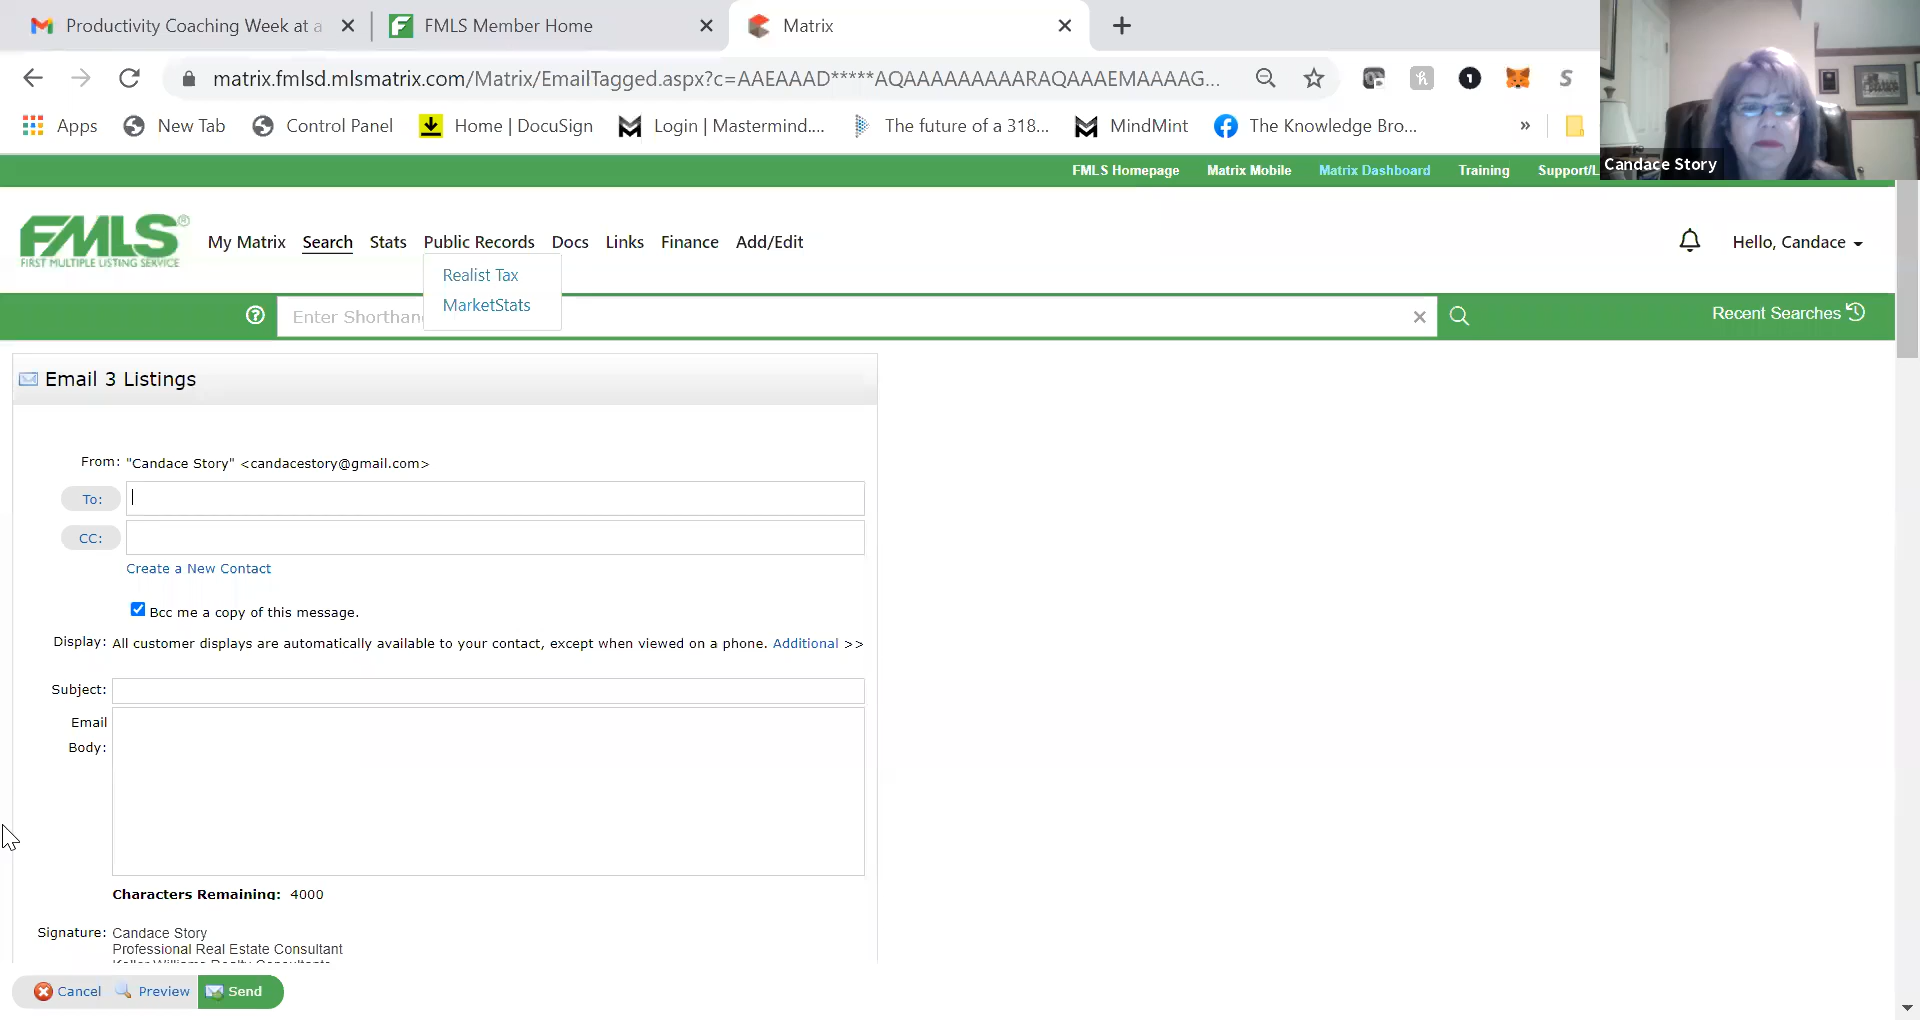 Productivity Coaching Week at a
FMLS Member Home
Matrix
matrix.fmlsd.mlsmatrix.com/Matrix/EmailTagged.aspx?c=AAEAAAD*****AQAAAAAAAAARAQAAAEMAAAAG...
Apps
New Tab
Control Panel
Home | DocuSign
Login | Mastermind....
The future of a 318...
MindMint
The Knowledge Bro...
»
Candace Story
FMLS Homepage
Matrix Mobile
Matrix Dashboard
Training
Support/L
FMLS®
FIRST MULTIPLE LISTING SERVICE
My Matrix
Search
Stats
Public Records
Docs
Links
Finance
Add/Edit
Hello, Candace
Realist Tax
MarketStats
Enter Shorthan
Recent Searches
Email 3 Listings
From: "Candace Story" <candacestory@gmail.com>
To:
CC:
Create a New Contact
Bcc me a copy of this message.
Display: All customer displays are automatically available to your contact, except when viewed on a phone. Additional >>
Subject:
Email
Body:
Characters Remaining: 4000
Signature: Candace Story
Professional Real Estate Consultant
Keller Williams Realty Consultants
Cancel
Preview
Send